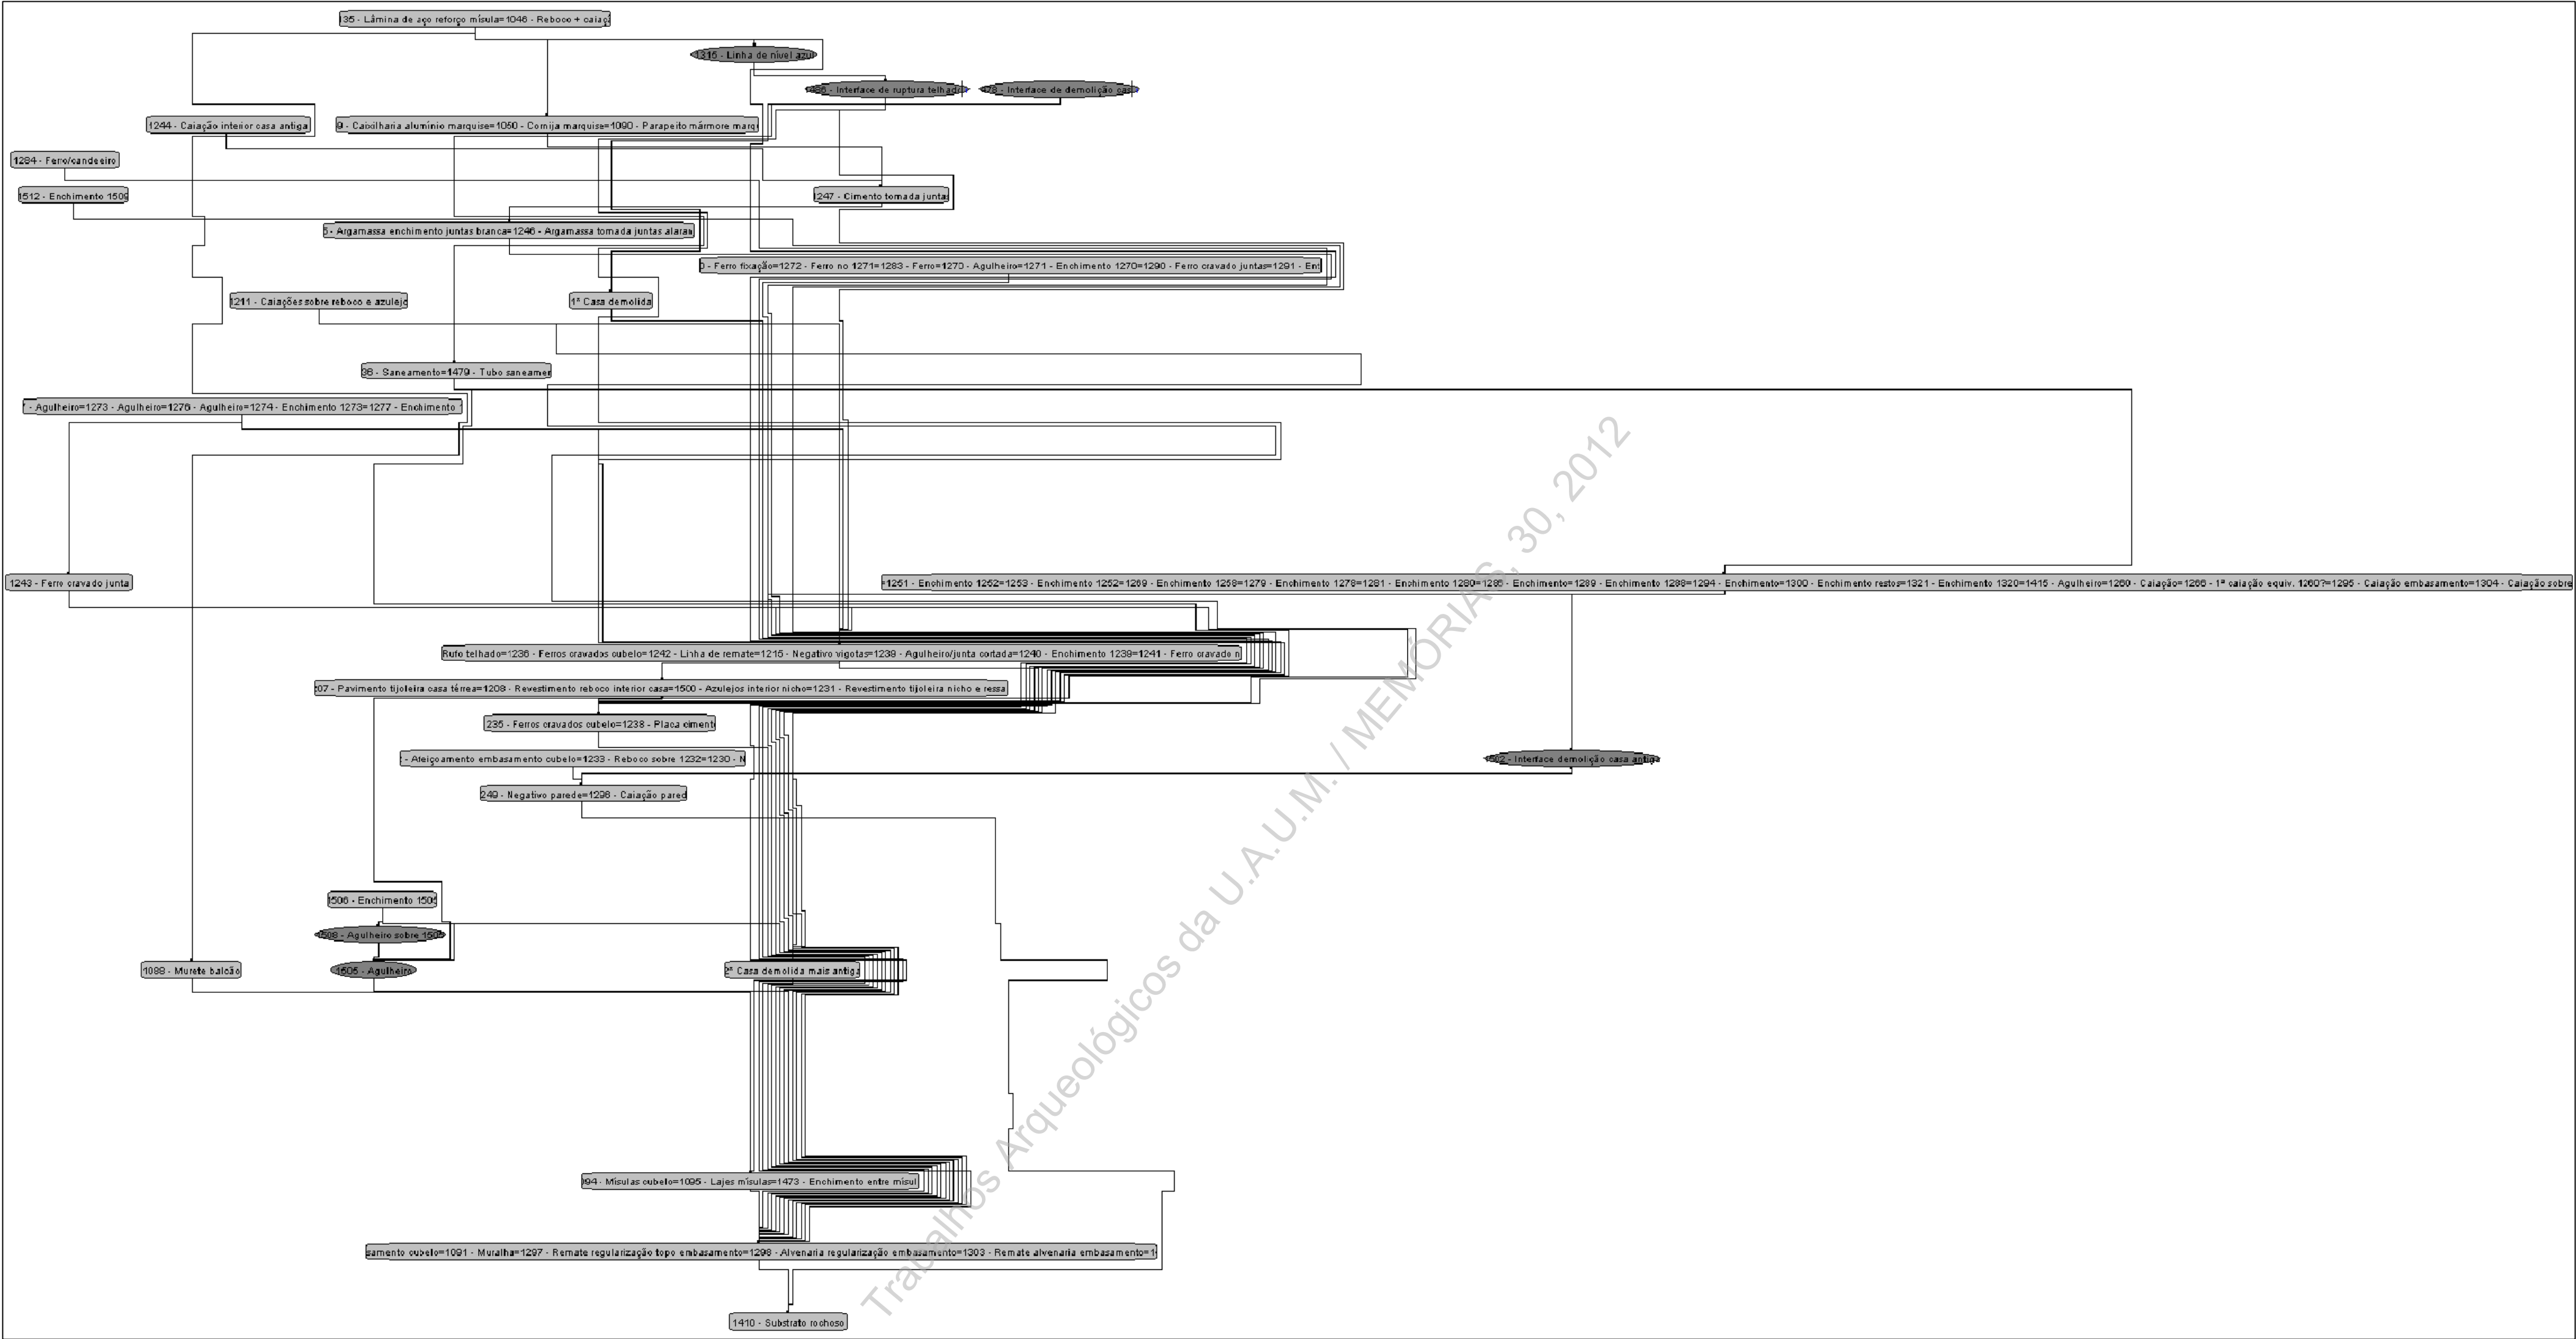 135 - Lâmina de aço reforço mísula=1046 - Reboco + caiaçã
1315 - Linha de nível azul
1486 - Interface de ruptura telhado
478 - Interface de demolição casa
1244 - Caiação interior casa antiga
9 - Caixilharia alumínio marquise=1050 - Cornija marquise=1090 - Parapeito mármore marqu
1284 - Ferro/candeeiro
1512 - Enchimento 1509
1247 - Cimento tomada juntas
5 - Argamassa enchimento juntas branca=1246 - Argamassa tomada juntas alaran
0 - Ferro fixação=1272 - Ferro no 1271=1283 - Ferro=1270 - Agulheiro=1271 - Enchimento 1270=1290 - Ferro cravado juntas=1291 - Ent
1211 - Caiações sobre reboco e azulejo
1ª Casa demolida
36 - Saneamento=1479 - Tubo saneamen
- Agulheiro=1273 - Agulheiro=1276 - Agulheiro=1274 - Enchimento 1273=1277 - Enchimento 1
1243 - Ferro cravado junta
=1251 - Enchimento 1252=1253 - Enchimento 1252=1269 - Enchimento 1258=1279 - Enchimento 1278=1281 - Enchimento 1280=1285 - Enchimento=1289 - Enchimento 1288=1294 - Enchimento=1300 - Enchimento restos=1321 - Enchimento 1320=1415 - Agulheiro=1260 - Caiação=1266 - 1ª caiação equiv. 1260?=1295 - Caiação embasamento=1304 - Caiação sobre
Rufo telhado=1236 - Ferros cravados cubelo=1242 - Linha de remate=1215 - Negativo vigotas=1239 - Agulheiro/junta cortada=1240 - Enchimento 1239=1241 - Ferro cravado n
207 - Pavimento tijoleira casa térrea=1208 - Revestimento reboco interior casa=1500 - Azulejos interior nicho=1231 - Revestimento tijoleira nicho e ressa
235 - Ferros cravados cubelo=1238 - Placa cimento
- Afeiçoamento embasamento cubelo=1233 - Reboco sobre 1232=1230 - N
1502 - Interface demolição casa antiga
249 - Negativo parede=1296 - Caiação pared
1506 - Enchimento 1505
1508 - Agulheiro sobre 1505
1088 - Murete balcão
1505 - Agulheiro
2ª Casa demolida mais antiga
094 - Mísulas cubelo=1095 - Lajes mísulas=1473 - Enchimento entre mísul
samento cubelo=1091 - Muralha=1297 - Remate regularização topo embasamento=1298 - Alvenaria regularização embasamento=1303 - Remate alvenaria embasamento=1
1410 - Substrato rochoso
Trabalhos Arqueológicos da U.A.U.M. / MEMÓRIAS, 30, 2012